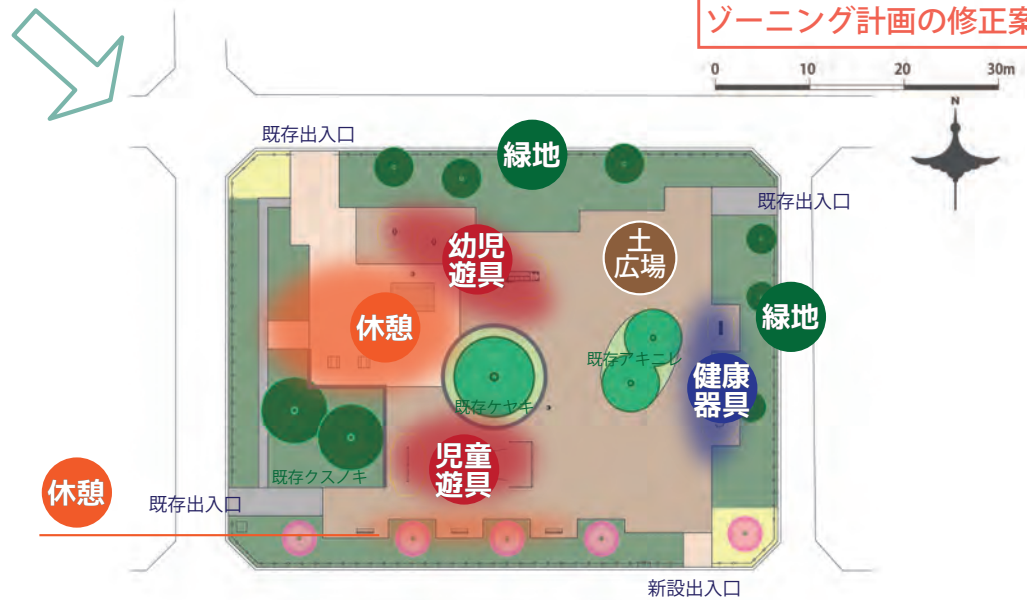 ゾーニング計画の修正案
0 10 20 30m
N
既存出入口
緑地
既存出入口
幼児
遊具
土
広場
休憩
緑地
既存アキニレ
健康
器具
既存ケヤキ
児童
遊具
既存クスノキ
休憩
既存出入口
新設出入口